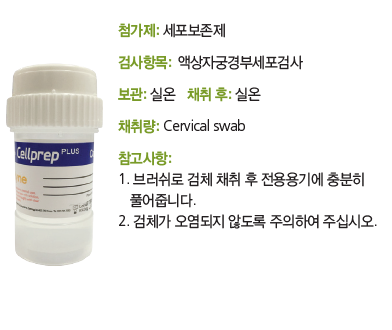 첨가제: 세포보존제
검사항목: 액상자궁경부세포검사
보관: 실온 채취 후: 실온
채취량: Cervical swab
참고사항:
1. 브러쉬로 검체 채취 후 전용용기에 충분히
풀어줍니다.
2. 검체가 오염되지 않도록 주의하여 주십시오.
Cellprep PLUS